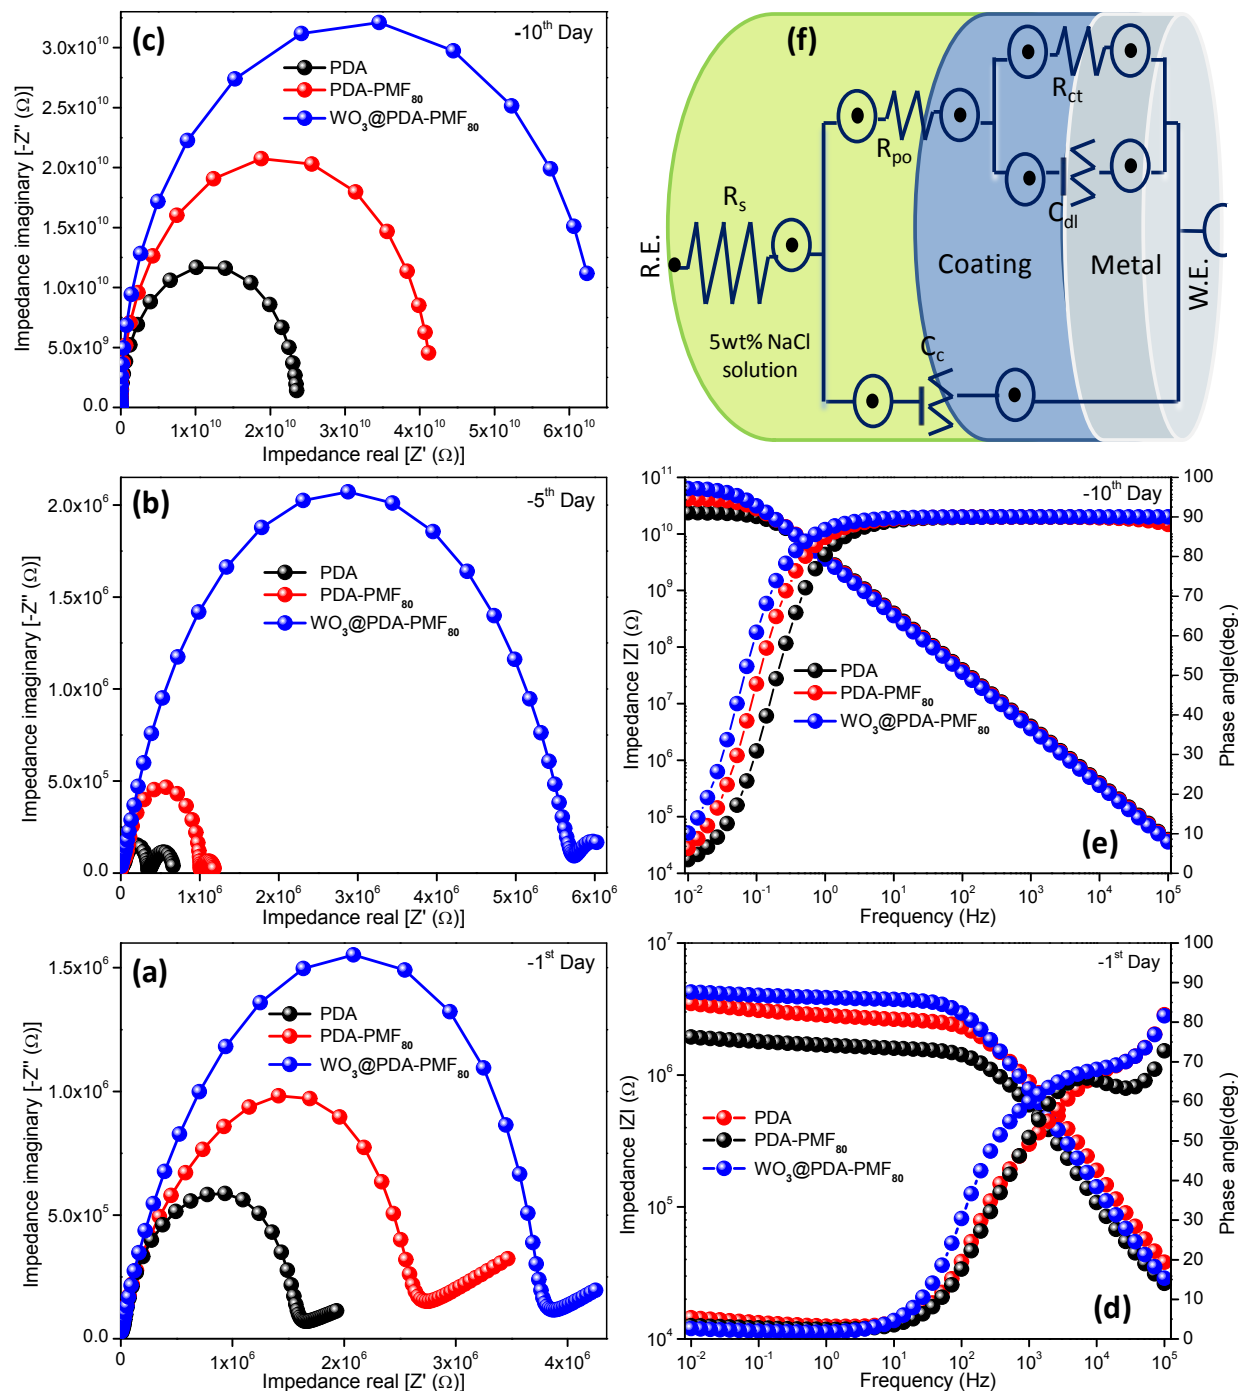 (c)
-10th Day
PDA
PDA-PMF80
WO3@PDA-PMF80
Impedance imaginary [-Z" (Ω)]
3.0x10^10
2.5x10^10
2.0x10^10
1.5x10^10
1.0x10^10
5.0x10^9
0.0
0 1x10^10 2x10^10 3x10^10 4x10^10 5x10^10 6x10^10
Impedance real [Z' (Ω)]
(f)
R.E.
Rs
Rpo
Rct
Cdl
Cc
Coating
Metal
W.E.
5wt% NaCl
solution
(b)
-5th Day
PDA
PDA-PMF80
WO3@PDA-PMF80
Impedance imaginary [-Z" (Ω)]
2.0x10^6
1.5x10^6
1.0x10^6
5.0x10^5
0.0
0 1x10^6 2x10^6 3x10^6 4x10^6 5x10^6 6x10^6
Impedance real [Z' (Ω)]
-10th Day
(e)
PDA
PDA-PMF80
WO3@PDA-PMF80
Impedance IZI (Ω)
10^11
10^10
10^9
10^8
10^7
10^6
10^5
10^4
Phase angle(deg.)
100
90
80
70
60
50
40
30
20
10
0
10^-2 10^-1 10^0 10^1 10^2 10^3 10^4 10^5
Frequency (Hz)
(a)
-1st Day
PDA
PDA-PMF80
WO3@PDA-PMF80
Impedance imaginary [-Z" (Ω)]
1.5x10^6
1.0x10^6
5.0x10^5
0.0
0 1x10^6 2x10^6 3x10^6 4x10^6
Impedance real [Z' (Ω)]
-1st Day
(d)
PDA
PDA-PMF80
WO3@PDA-PMF80
Impedance IZI (Ω)
10^7
10^6
10^5
10^4
Phase angle(deg.)
100
90
80
70
60
50
40
30
20
10
0
10^-2 10^-1 10^0 10^1 10^2 10^3 10^4 10^5
Frequency (Hz)